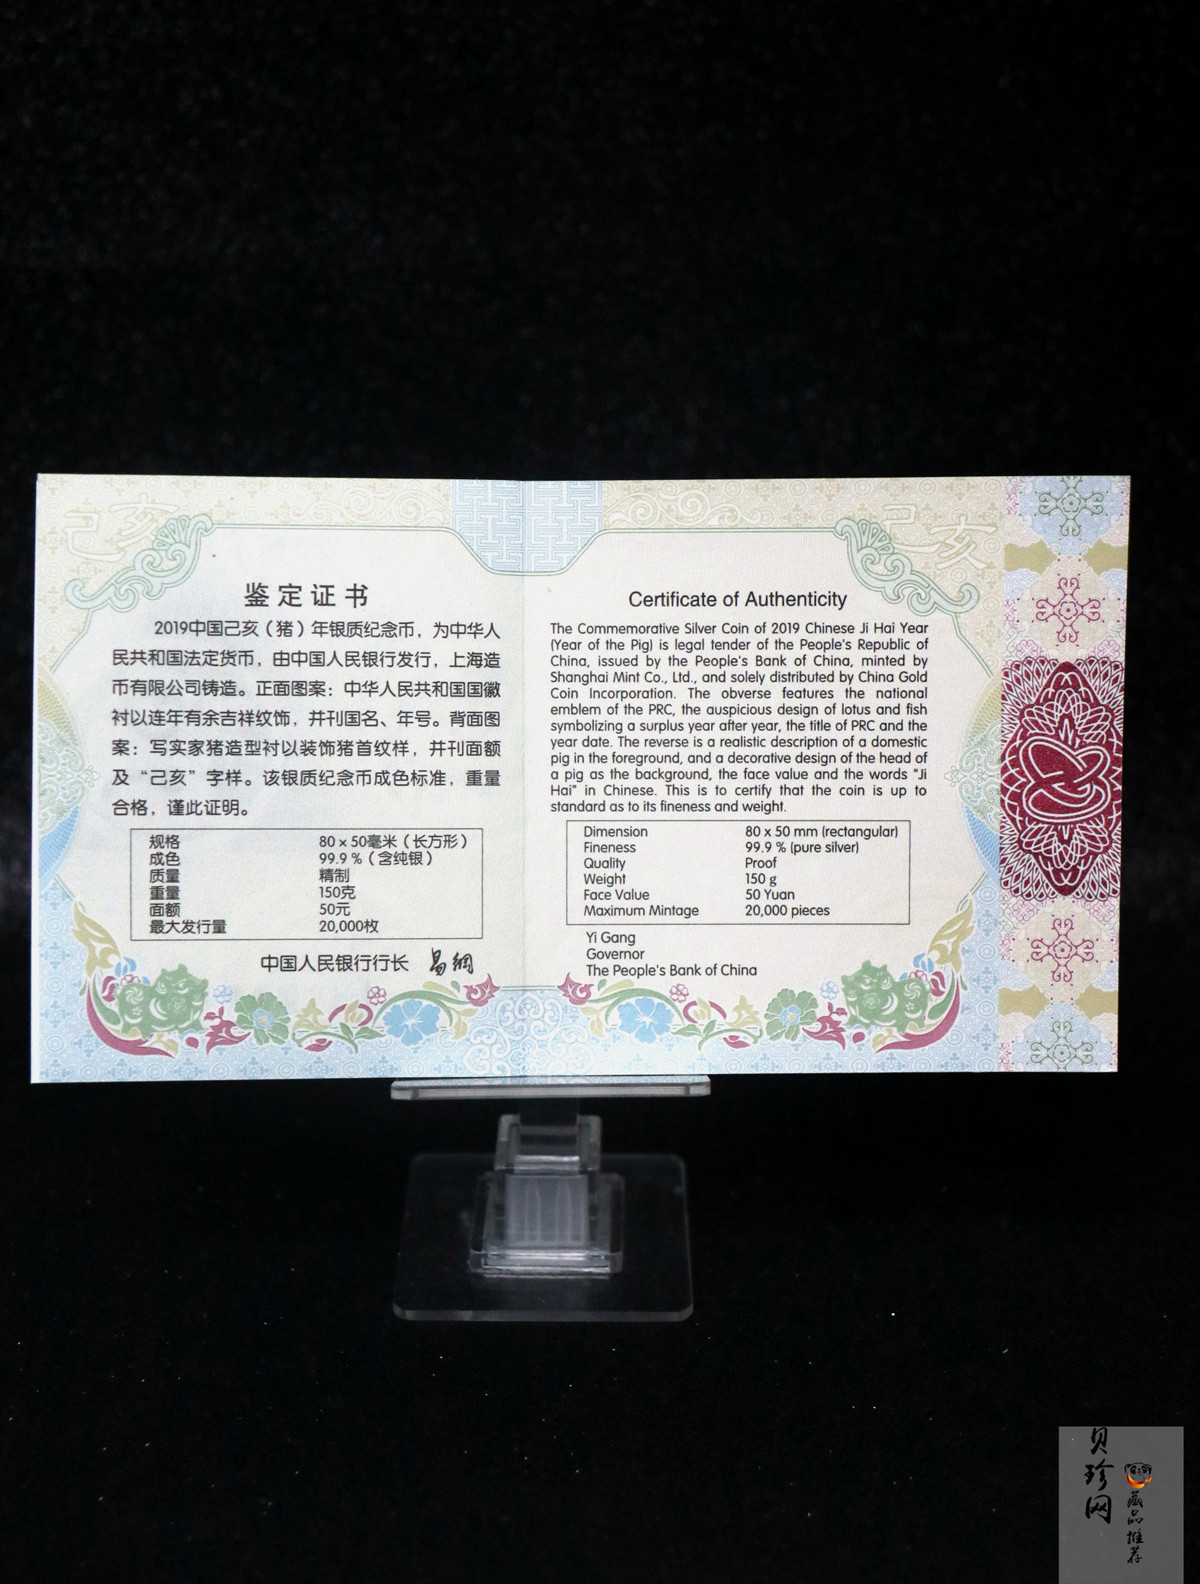 己亥
己亥
鉴定证书
2019中国己亥（猪）年银质纪念币，为中华人
民共和国法定货币，由中国人民银行发行，上海造
币有限公司铸造。正面图案：中华人民共和国国徽
衬以连年有余吉祥纹饰，并刊国名、年号。背面图
案：写实家猪造型衬以装饰猪首纹样，并刊面额
及“己亥”字样。该银质纪念币成色标准，重量
合格，谨此证明。
规格 80×50毫米（长方形）
成色 99.9％（含纯银）
质量 精制
重量 150克
面额 50元
最大发行量 20,000枚
中国人民银行行长 易纲
Certificate of Authenticity
The Commemorative Silver Coin of 2019 Chinese Ji Hai Year
(Year of the Pig) is legal tender of the People's Republic of
China, issued by the People's Bank of China, minted by
Shanghai Mint Co., Ltd., and solely distributed by China Gold
Coin Incorporation. The obverse features the national
emblem of the PRC, the auspicious design of lotus and fish
symbolizing a surplus year after year, the title of PRC and the
year date. The reverse is a realistic description of a domestic
pig in the foreground, and a decorative design of the head of
a pig as the background, the face value and the words "Ji
Hai" in Chinese. This is to certify that the coin is up to
standard as to its fineness and weight.
Dimension 80 x 50 mm (rectangular)
Fineness 99.9 % (pure silver)
Quality Proof
Weight 150 g
Face Value 50 Yuan
Maximum Mintage 20,000 pieces
Yi Gang
Governor
The People's Bank of China
贝珍网
藏品推荐